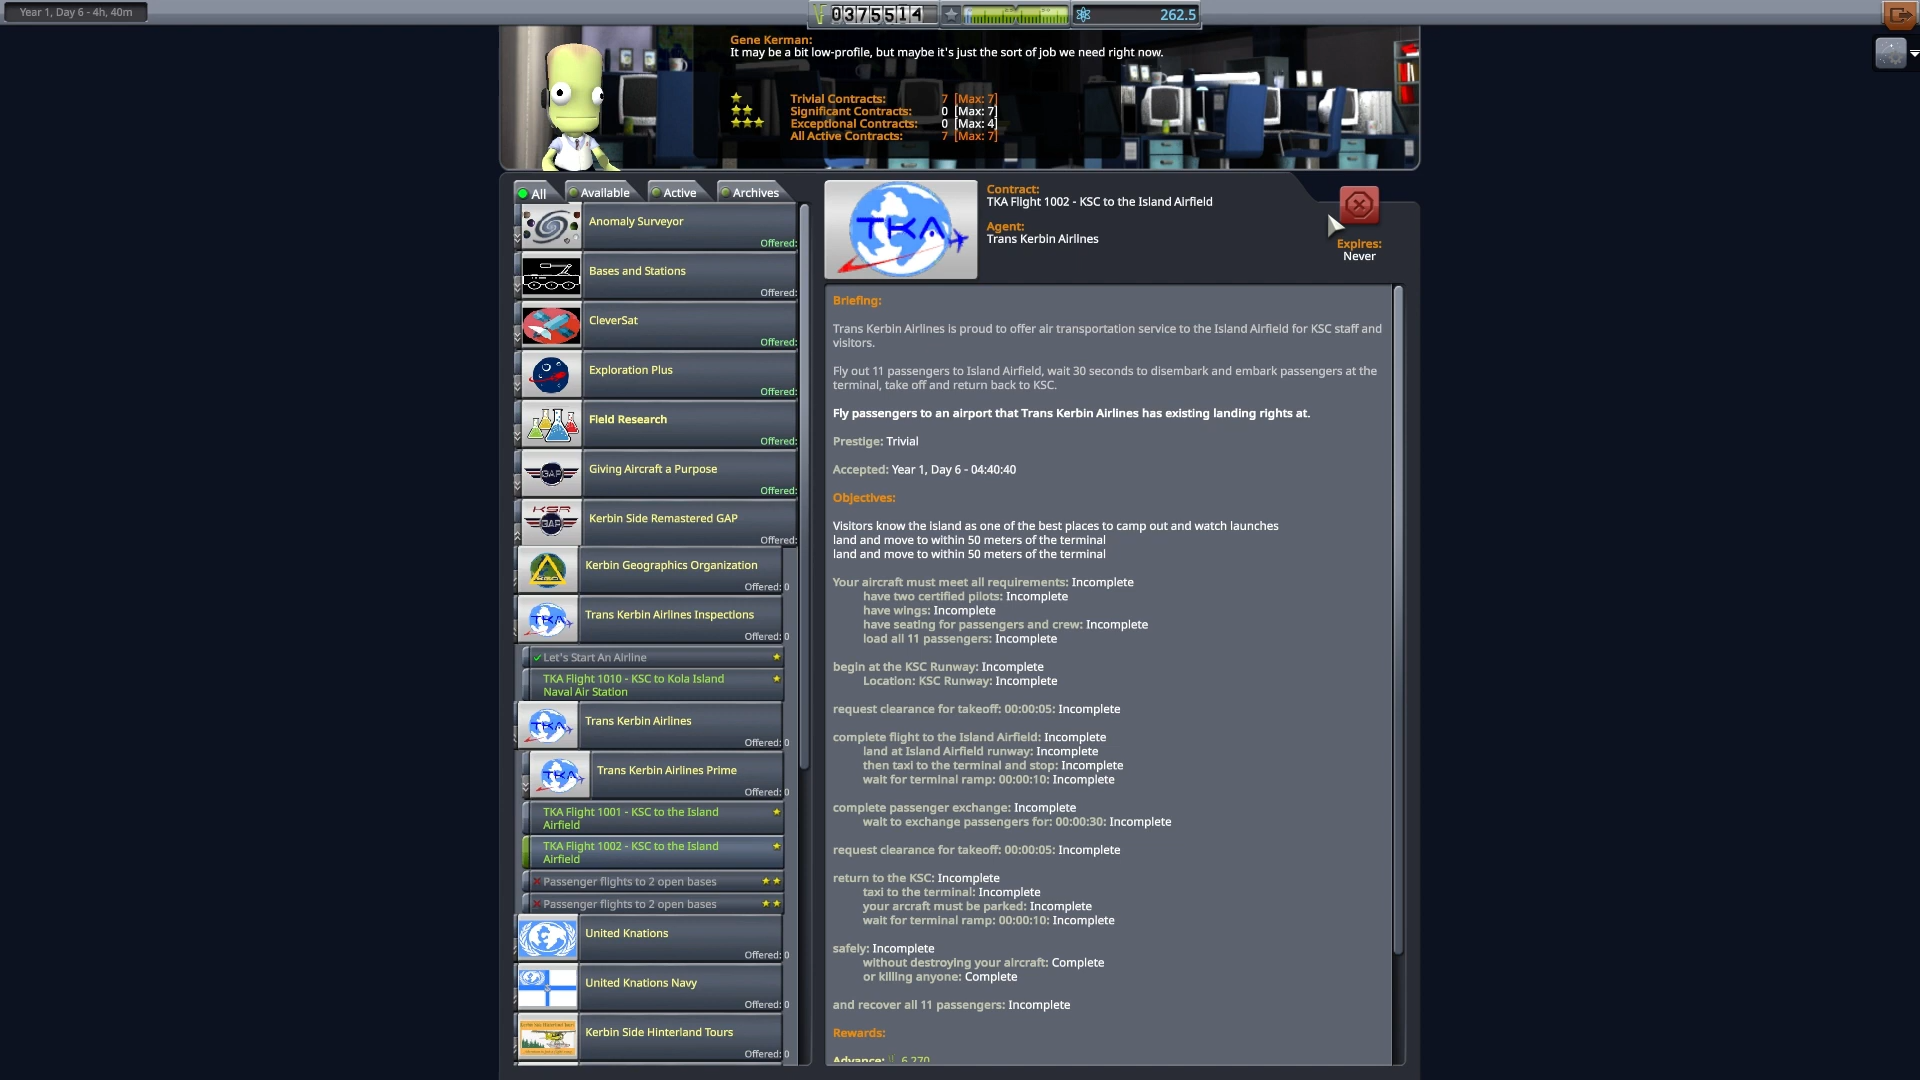 Year 1, Day 6 - 4h, 40m
0375514
262.5
Gene Kerman:
It may be a bit low-profile, but maybe it's just the sort of job we need right now.
Trivial Contracts: 7 [Max: 7]
Significant Contracts: 0 [Max: 7]
Exceptional Contracts: 0 [Max: 4]
All Active Contracts: 7 [Max: 7]
All
Available
Active
Archives
Anomaly Surveyor
Offered:
Bases and Stations
Offered:
CleverSat
Offered:
Exploration Plus
Offered:
Field Research
Offered:
Giving Aircraft a Purpose
Offered:
GAP
Kerbin Side Remastered GAP
Offered:
KSR
GAP
Kerbin Geographics Organization
Offered: 0
Trans Kerbin Airlines Inspections
Offered: 0
TKA
Let's Start An Airline
TKA Flight 1010 - KSC to Kola Island
Naval Air Station
Trans Kerbin Airlines
Offered: 0
TKA
Trans Kerbin Airlines Prime
Offered: 0
TKA
TKA Flight 1001 - KSC to the Island
Airfield
TKA Flight 1002 - KSC to the Island
Airfield
Passenger flights to 2 open bases
Passenger flights to 2 open bases
United Knations
Offered: 0
United Knations Navy
Offered: 0
Kerbin Side Hinterland Tours
Offered: 0
TKA
Contract:
TKA Flight 1002 - KSC to the Island Airfield
Agent:
Trans Kerbin Airlines
Expires:
Never
Briefing:
Trans Kerbin Airlines is proud to offer air transportation service to the Island Airfield for KSC staff and
visitors.
Fly out 11 passengers to Island Airfield, wait 30 seconds to disembark and embark passengers at the
terminal, take off and return back to KSC.
Fly passengers to an airport that Trans Kerbin Airlines has existing landing rights at.
Prestige: Trivial
Accepted: Year 1, Day 6 - 04:40:40
Objectives:
Visitors know the island as one of the best places to camp out and watch launches
land and move to within 50 meters of the terminal
land and move to within 50 meters of the terminal
Your aircraft must meet all requirements: Incomplete
have two certified pilots: Incomplete
have wings: Incomplete
have seating for passengers and crew: Incomplete
load all 11 passengers: Incomplete
begin at the KSC Runway: Incomplete
Location: KSC Runway: Incomplete
request clearance for takeoff: 00:00:05: Incomplete
complete flight to the Island Airfield: Incomplete
land at Island Airfield runway: Incomplete
then taxi to the terminal and stop: Incomplete
wait for terminal ramp: 00:00:10: Incomplete
complete passenger exchange: Incomplete
wait to exchange passengers for: 00:00:30: Incomplete
request clearance for takeoff: 00:00:05: Incomplete
return to the KSC: Incomplete
taxi to the terminal: Incomplete
your arcraft must be parked: Incomplete
wait for terminal ramp: 00:00:10: Incomplete
safely: Incomplete
without destroying your aircraft: Complete
or killing anyone: Complete
and recover all 11 passengers: Incomplete
Rewards:
Advance: 6,270